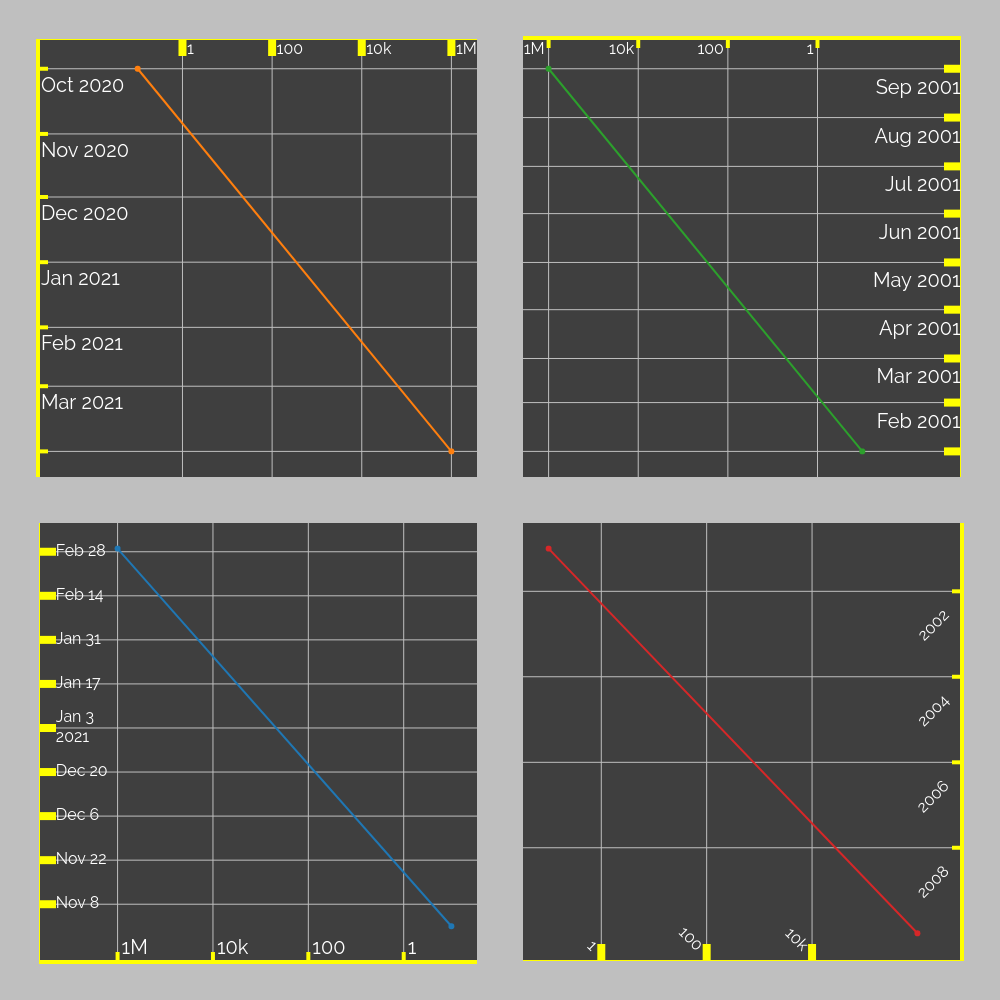 1 100 10k 1M
Oct 2020
Nov 2020
Dec 2020
Jan 2021
Feb 2021
Mar 2021
1M 10k 100 1
Sep 2001
Aug 2001
Jul 2001
Jun 2001
May 2001
Apr 2001
Mar 2001
Feb 2001
Feb 28
Feb 14
Jan 31
Jan 17
Jan 3
2021
Dec 20
Dec 6
Nov 22
Nov 8
1M 10k 100 1
2002
2004
2006
2008
1 100 10k